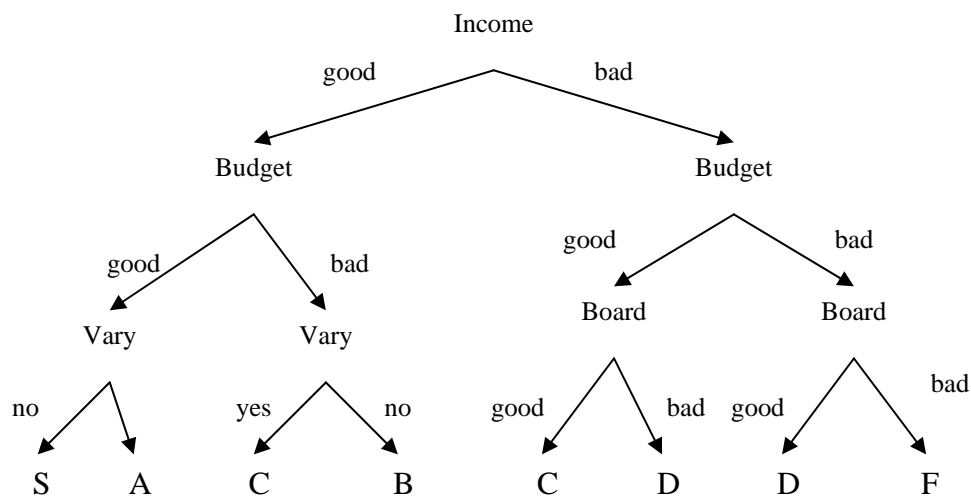 Income
good bad
Budget Budget
good bad good bad
Board Board
Vary Vary
no yes no good bad good bad
S A C B C D D F